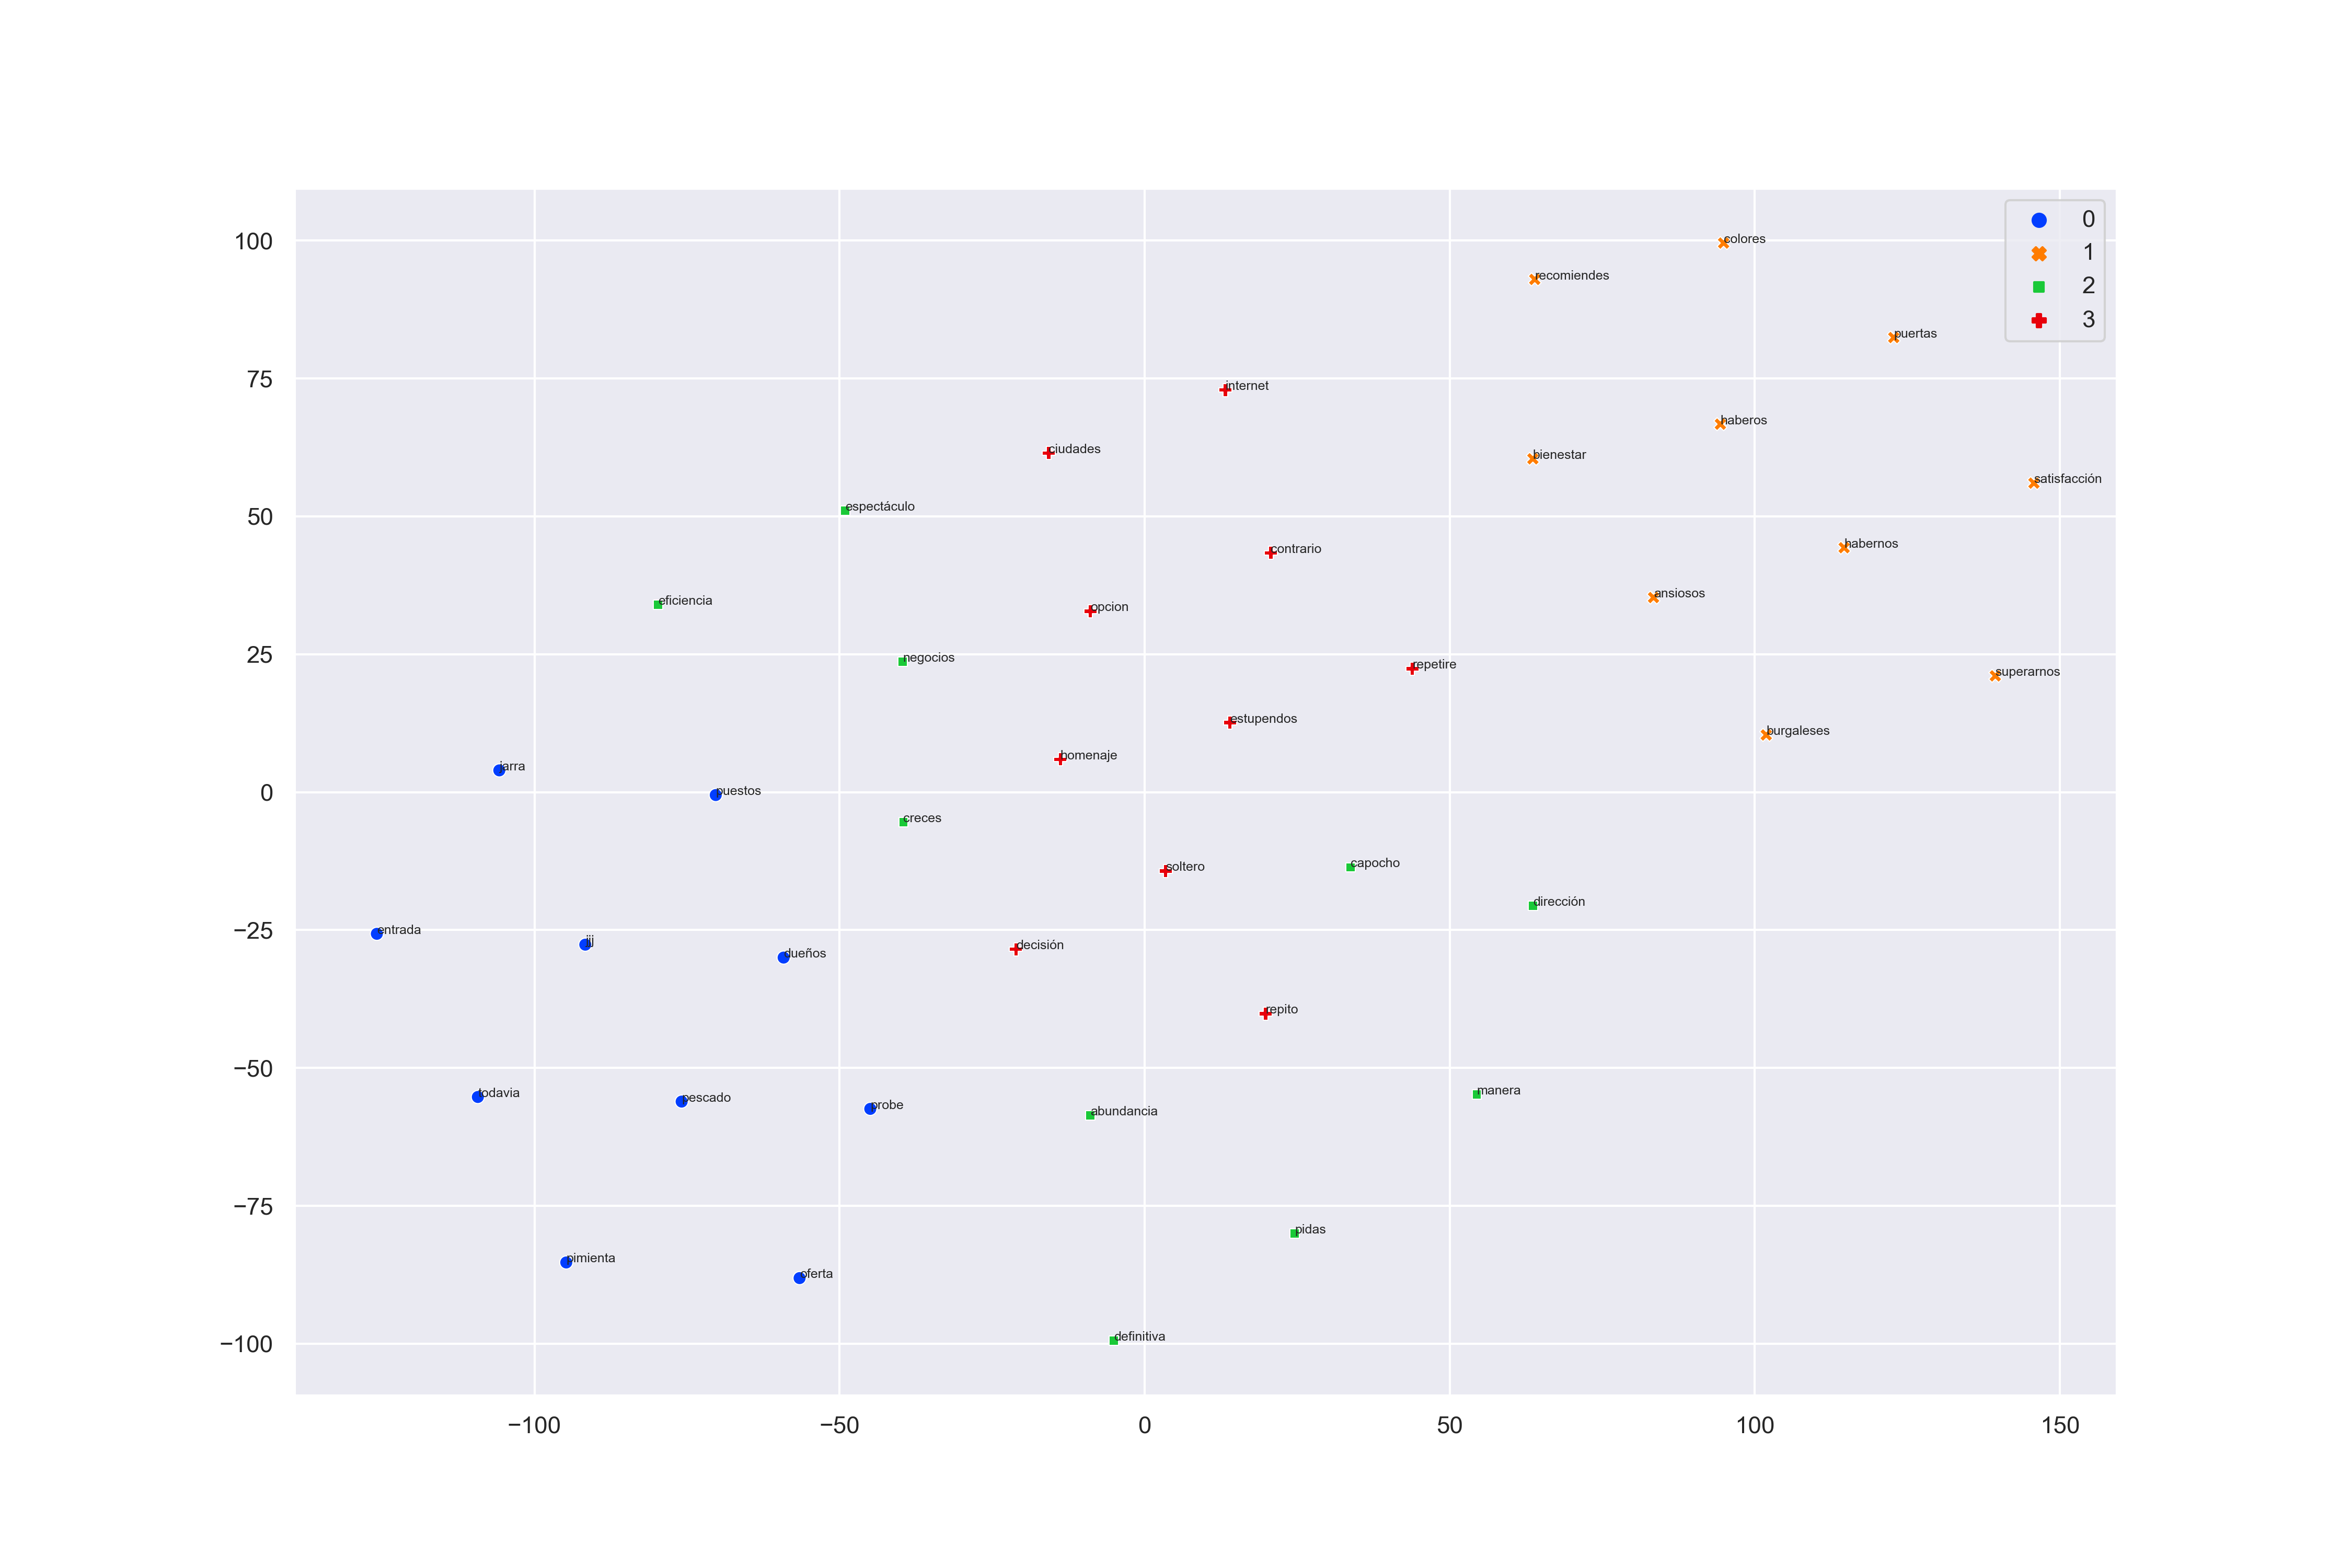 colores
0
100
1
recomiendes
2
puertas
3
75
internet
haberos
ciudades
bienestar
satisfacción
espectáculo
50
habernos
contrario
ansiosos
eficiencia
opcion
negocios
25
repetire
superarnos
estupendos
burgaleses
homenaje
jarra
puestos
0
creces
capocho
soltero
dirección
entrada
−25
jjj
decisión
dueños
repito
−50
todavia
manera
pescado
probe
abundancia
−75
pidas
pimienta
oferta
definitiva
−100
−100 −50 0 50 100 150